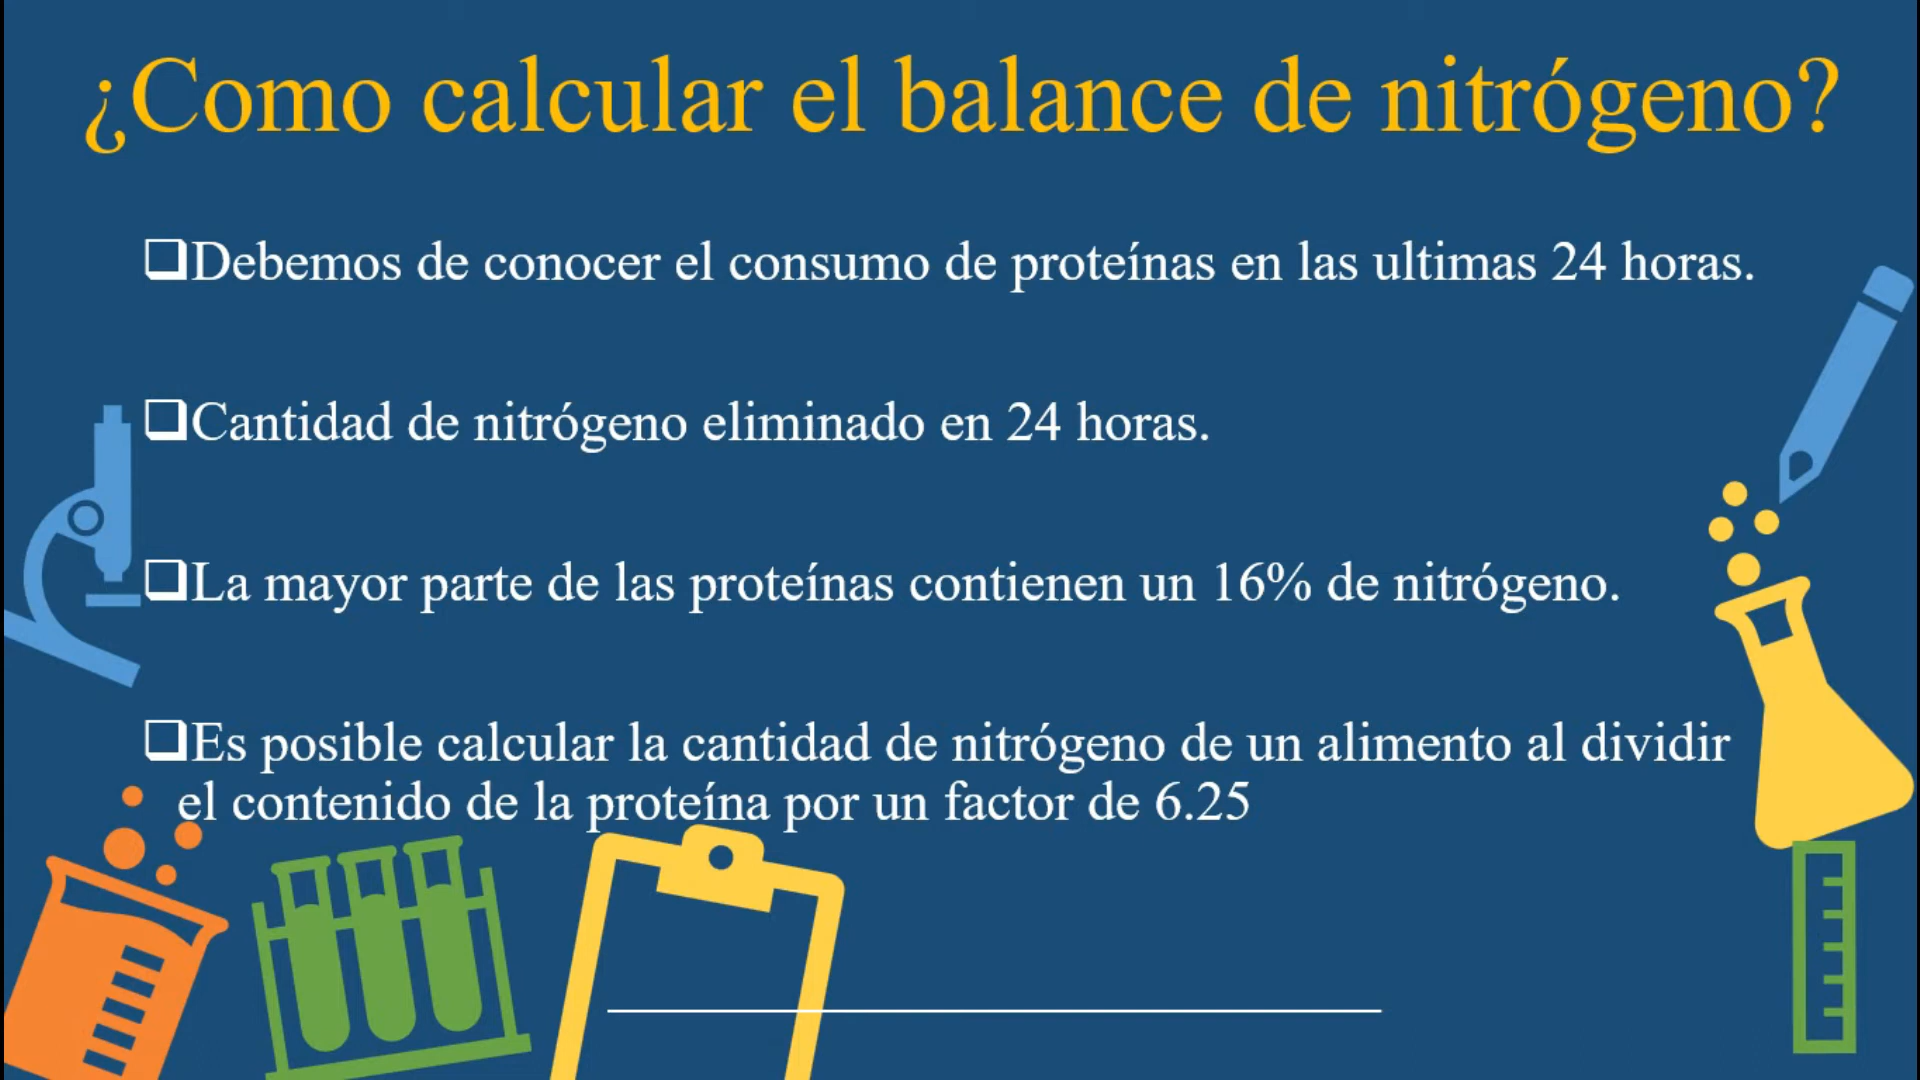 ¿Como calcular el balance de nitrógeno?
❑Debemos de conocer el consumo de proteínas en las ultimas 24 horas.
❑Cantidad de nitrógeno eliminado en 24 horas.
❑La mayor parte de las proteínas contienen un 16% de nitrógeno.
❑Es posible calcular la cantidad de nitrógeno de un alimento al dividir
el contenido de la proteína por un factor de 6.25